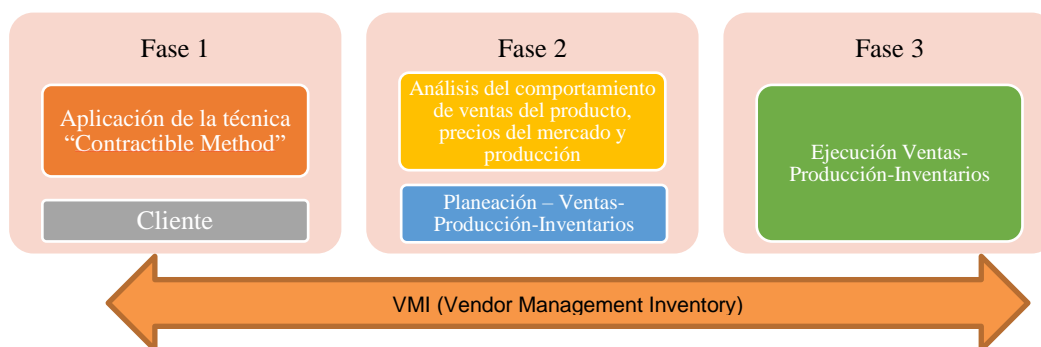 Fase 1
Aplicación de la técnica
“Contractible Method”
Cliente
Fase 2
Análisis del comportamiento
de ventas del producto,
precios del mercado y
producción
Planeación – Ventas-
Producción-Inventarios
Fase 3
Ejecución Ventas-
Producción-Inventarios
VMI (Vendor Management Inventory)